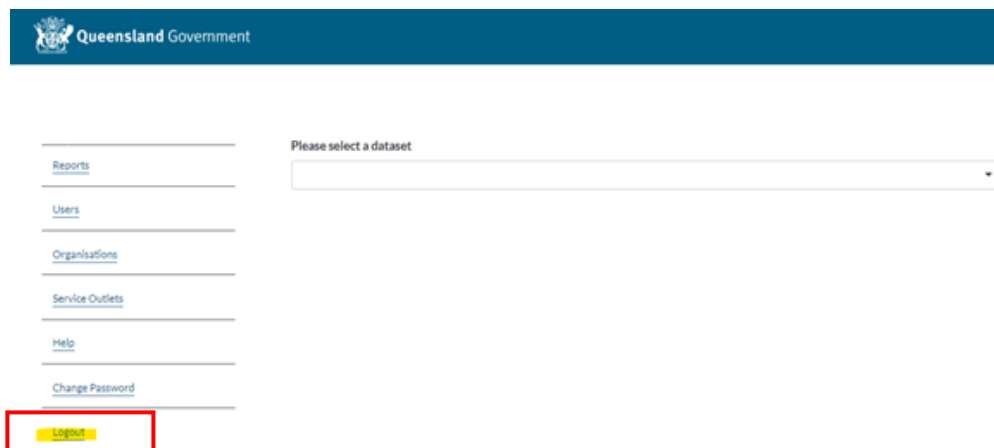 Queensland Government
Please select a dataset
Reports
Users
Organisations
Service Outlets
Help
Change Password
Logout